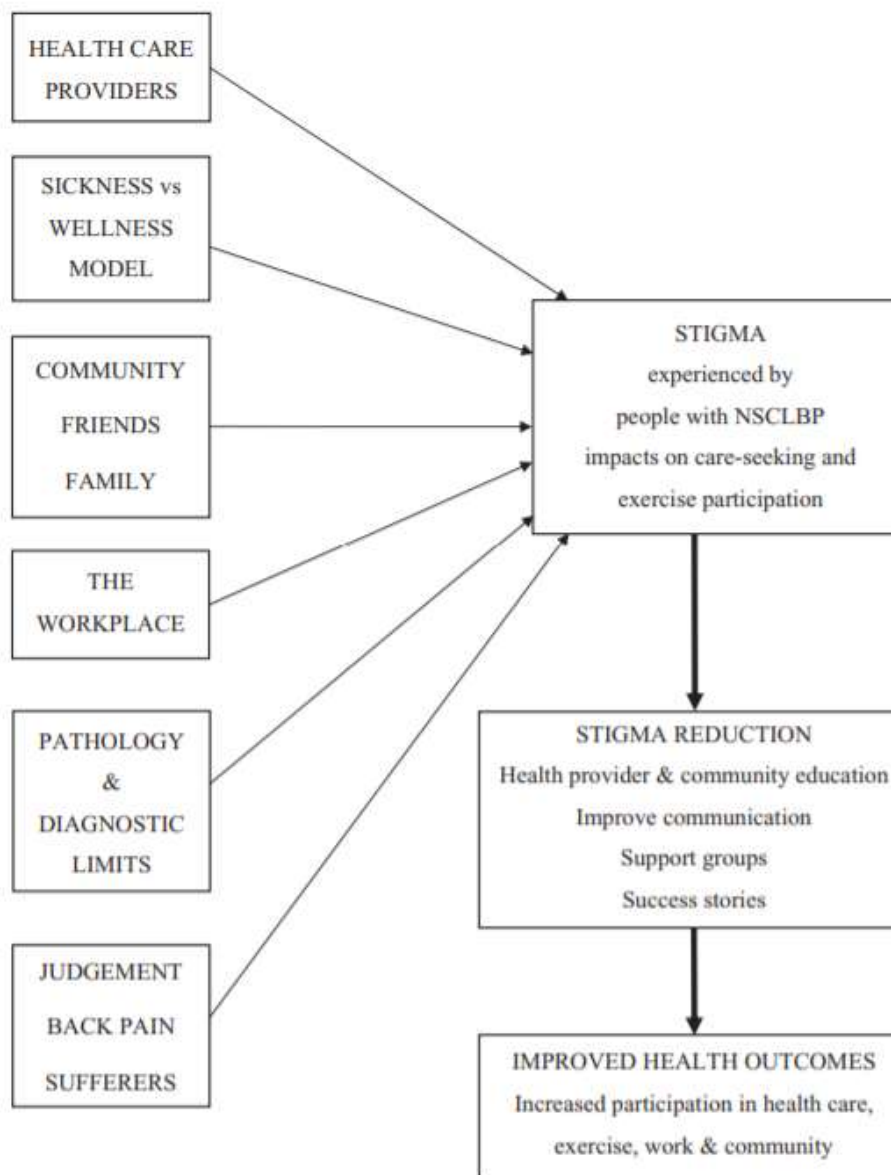 HEALTH CARE
PROVIDERS
SICKNESS vs
WELLNESS
MODEL
COMMUNITY
FRIENDS
FAMILY
THE
WORKPLACE
PATHOLOGY
&
DIAGNOSTIC
LIMITS
JUDGEMENT
BACK PAIN
SUFFERERS
STIGMA
experienced by
people with NSCLBP
impacts on care-seeking and
exercise participation
STIGMA REDUCTION
Health provider & community education
Improve communication
Support groups
Success stories
IMPROVED HEALTH OUTCOMES
Increased participation in health care,
exercise, work & community